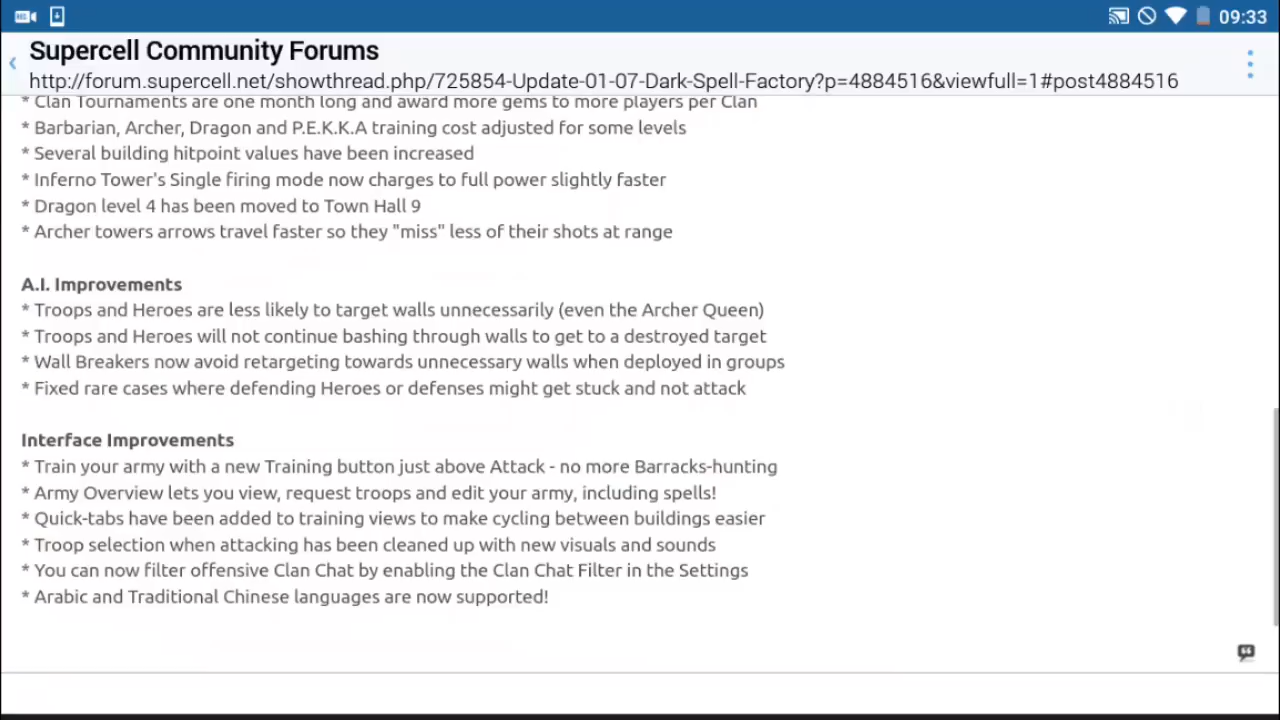 09:33
Supercell Community Forums
http://forum.supercell.net/showthread.php/725854-Update-01-07-Dark-Spell-Factory?p=4884516&viewfull=1#post4884516
* Clan Tournaments are one month long and award more gems to more players per Clan
* Barbarian, Archer, Dragon and P.E.K.K.A training cost adjusted for some levels
* Several building hitpoint values have been increased
* Inferno Tower's Single firing mode now charges to full power slightly faster
* Dragon level 4 has been moved to Town Hall 9
* Archer towers arrows travel faster so they "miss" less of their shots at range
A.I. Improvements
* Troops and Heroes are less likely to target walls unnecessarily (even the Archer Queen)
* Troops and Heroes will not continue bashing through walls to get to a destroyed target
* Wall Breakers now avoid retargeting towards unnecessary walls when deployed in groups
* Fixed rare cases where defending Heroes or defenses might get stuck and not attack
Interface Improvements
* Train your army with a new Training button just above Attack - no more Barracks-hunting
* Army Overview lets you view, request troops and edit your army, including spells!
* Quick-tabs have been added to training views to make cycling between buildings easier
* Troop selection when attacking has been cleaned up with new visuals and sounds
* You can now filter offensive Clan Chat by enabling the Clan Chat Filter in the Settings
* Arabic and Traditional Chinese languages are now supported!